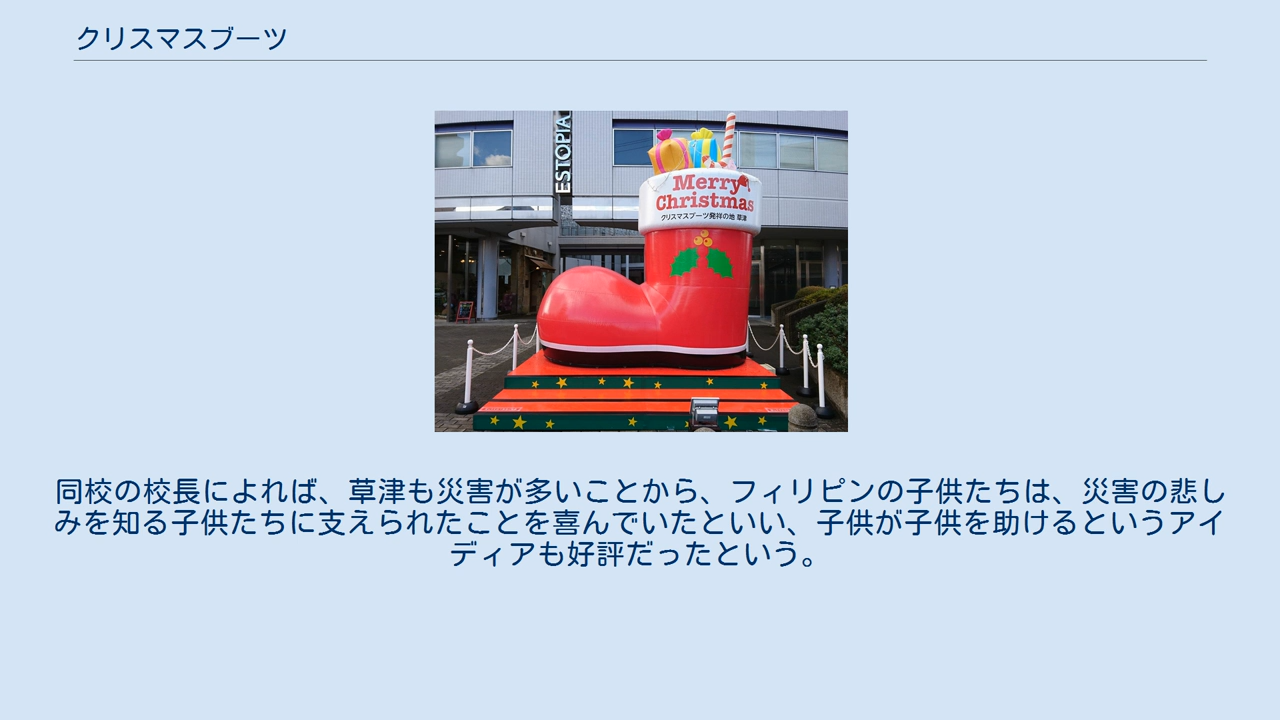 クリスマスブーツ
ESTOPIA
Merry
Christmas
クリスマスブーツ発祥の地 草津
同校の校長によれば、草津も災害が多いことから、フィリピンの子供たちは、災害の悲し
みを知る子供たちに支えられたことを喜んでいたといい、子供が子供を助けるというアイ
ディアも好評だったという。